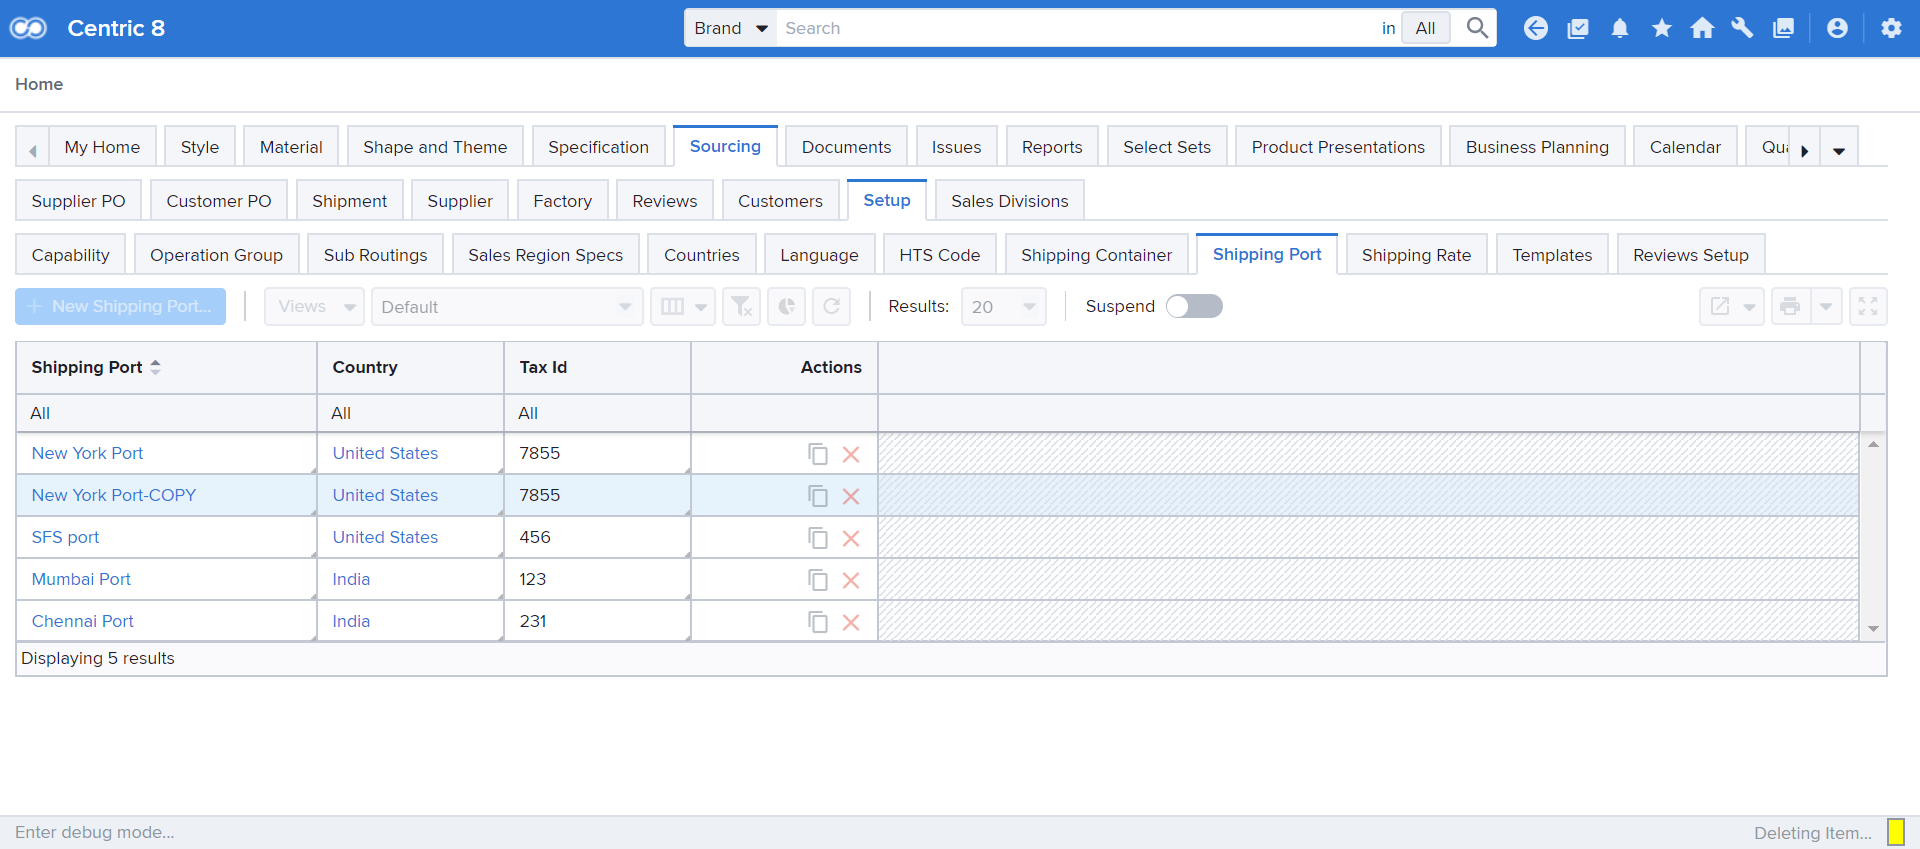 Centric 8
Brand Search in All
Home
My Home Style Material Shape and Theme Specification Sourcing Documents Issues Reports Select Sets Product Presentations Business Planning Calendar
Supplier PO Customer PO Shipment Supplier Factory Reviews Customers Setup Sales Divisions
Capability Operation Group Sub Routings Sales Region Specs Countries Language HTS Code Shipping Container Shipping Port Shipping Rate Templates Reviews Setup
+ New Shipping Port... Views Default Results: 20 Suspend
Shipping Port Country Tax Id Actions
All All All
New York Port United States 7855
New York Port-COPY United States 7855
SFS port United States 456
Mumbai Port India 123
Chennai Port India 231
Displaying 5 results
Enter debug mode... Deleting Item...